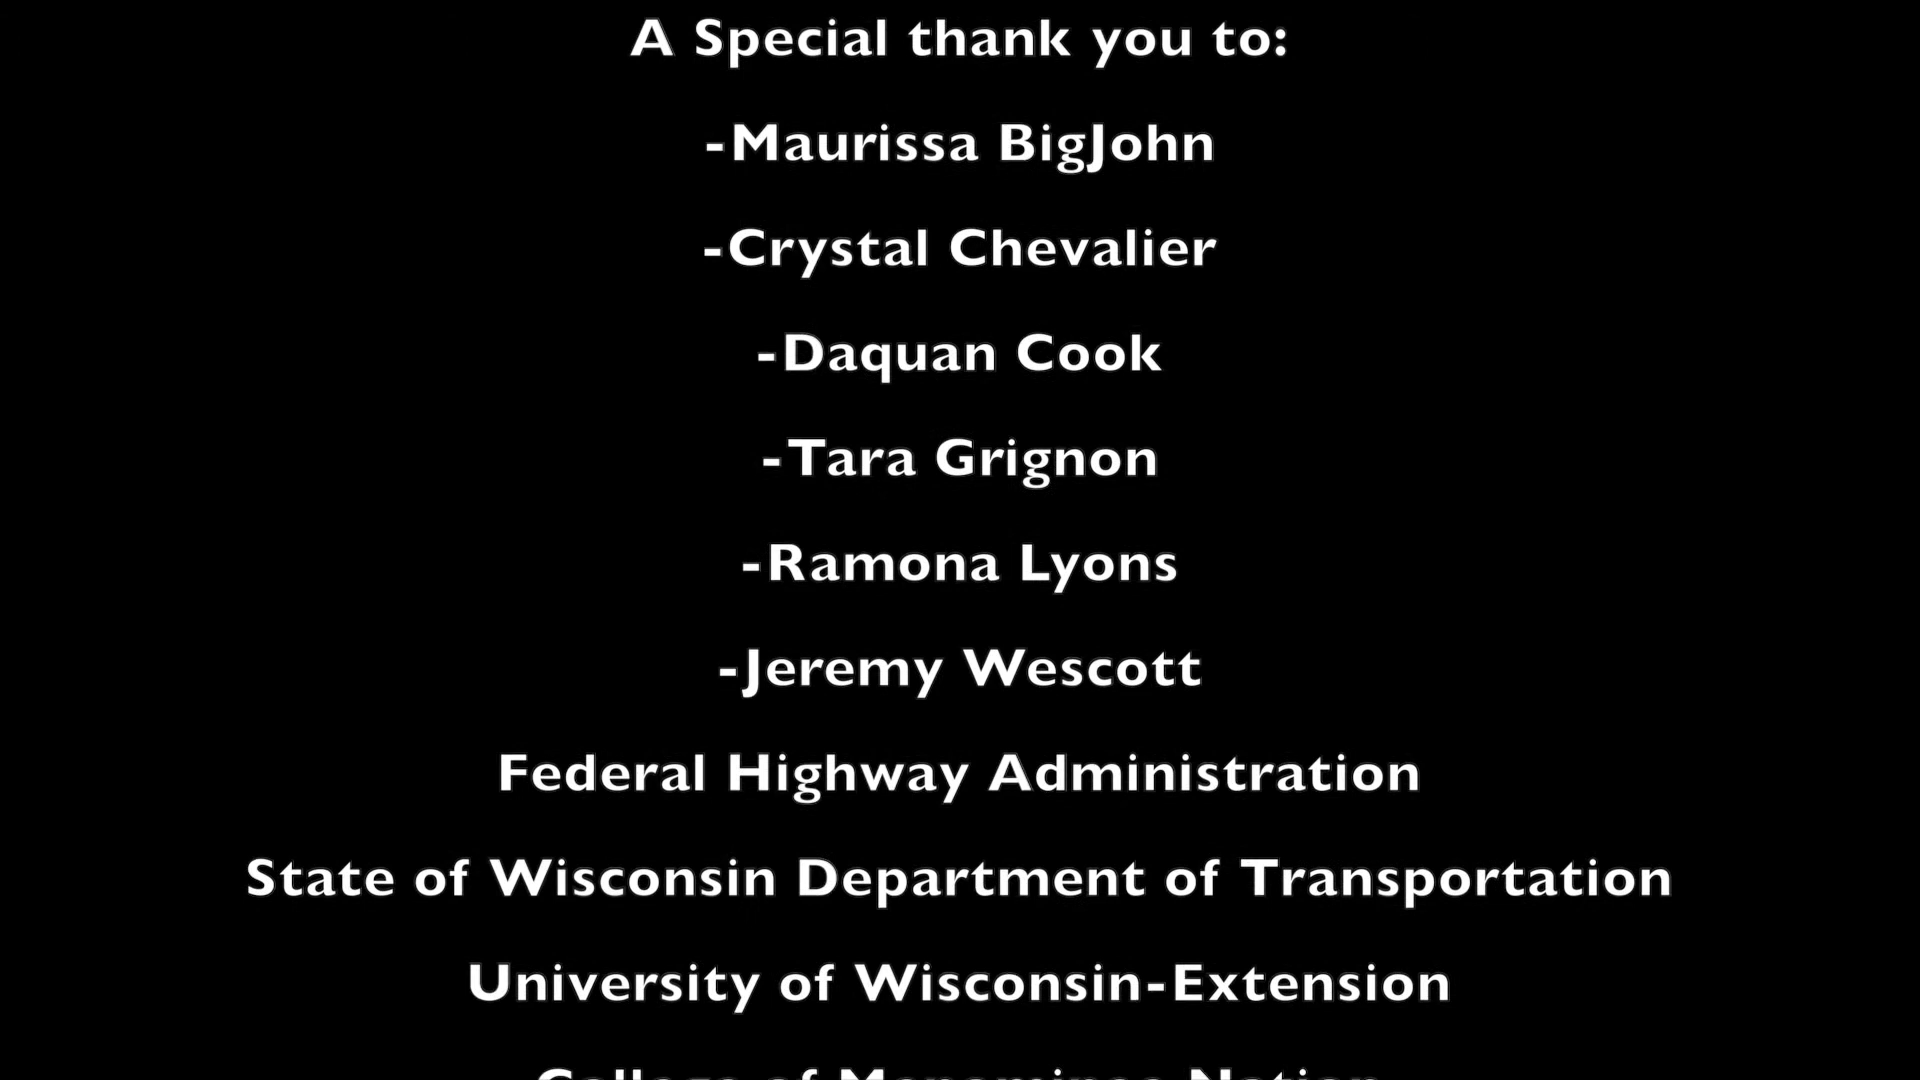 A Special thank you to:
-Maurissa BigJohn
-Crystal Chevalier
-Daquan Cook
-Tara Grignon
-Ramona Lyons
-Jeremy Wescott
Federal Highway Administration
State of Wisconsin Department of Transportation
University of Wisconsin-Extension
College of Menominee Nation